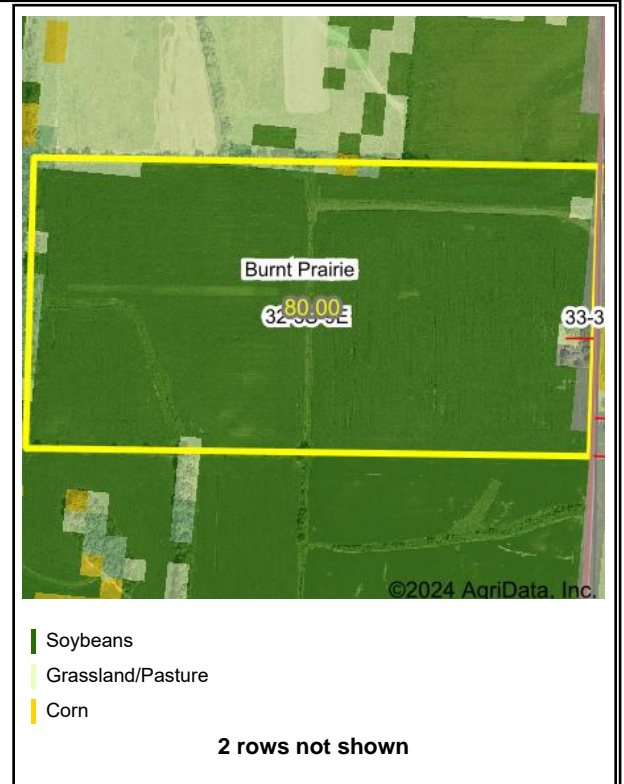 Burnt Prairie
80.00
33-3
©2024 AgriData, Inc.
Soybeans
Grassland/Pasture
Corn
2 rows not shown